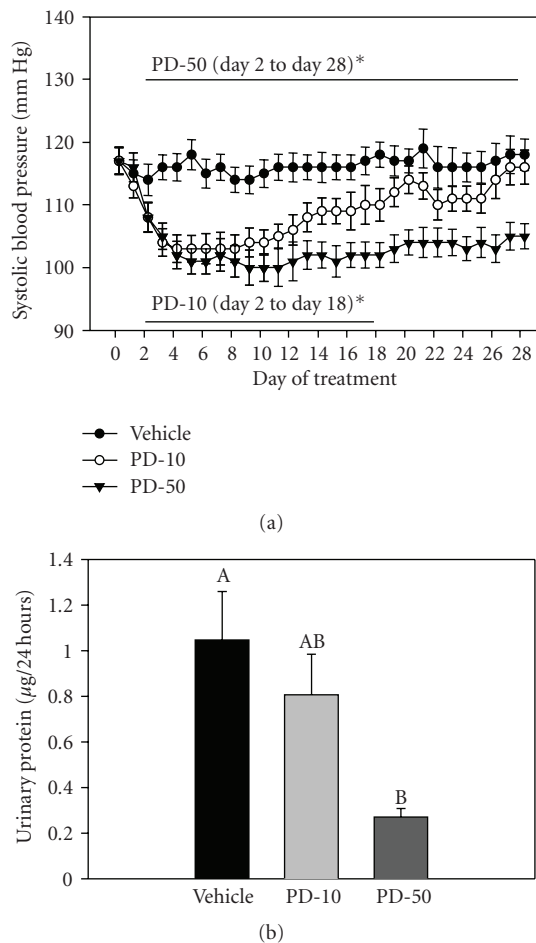 140
130
120
110
100
90
Systolic blood pressure (mm Hg)
PD-50 (day 2 to day 28)*
PD-10 (day 2 to day 18)*
0 2 4 6 8 10 12 14 16 18 20 22 24 26 28
Day of treatment
Vehicle
PD-10
PD-50
(a)
1.4
1.2
1
0.8
0.6
0.4
0.2
0
Urinary protein (µg/24 hours)
A
AB
B
Vehicle PD-10 PD-50
(b)